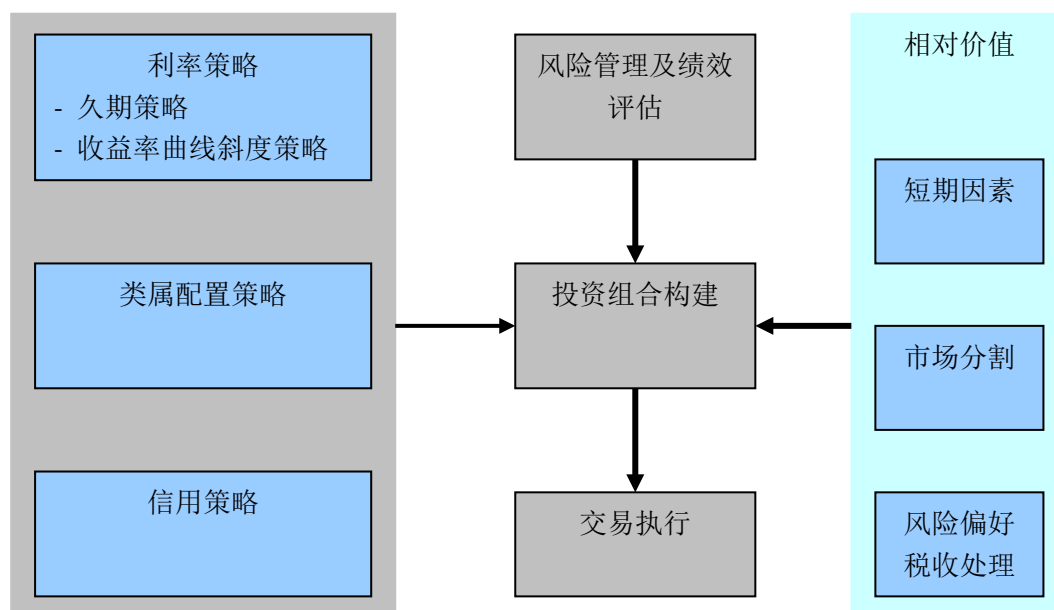 利率策略
- 久期策略
- 收益率曲线斜度策略
类属配置策略
信用策略
风险管理及绩效
评估
投资组合构建
交易执行
相对价值
短期因素
市场分割
风险偏好
税收处理